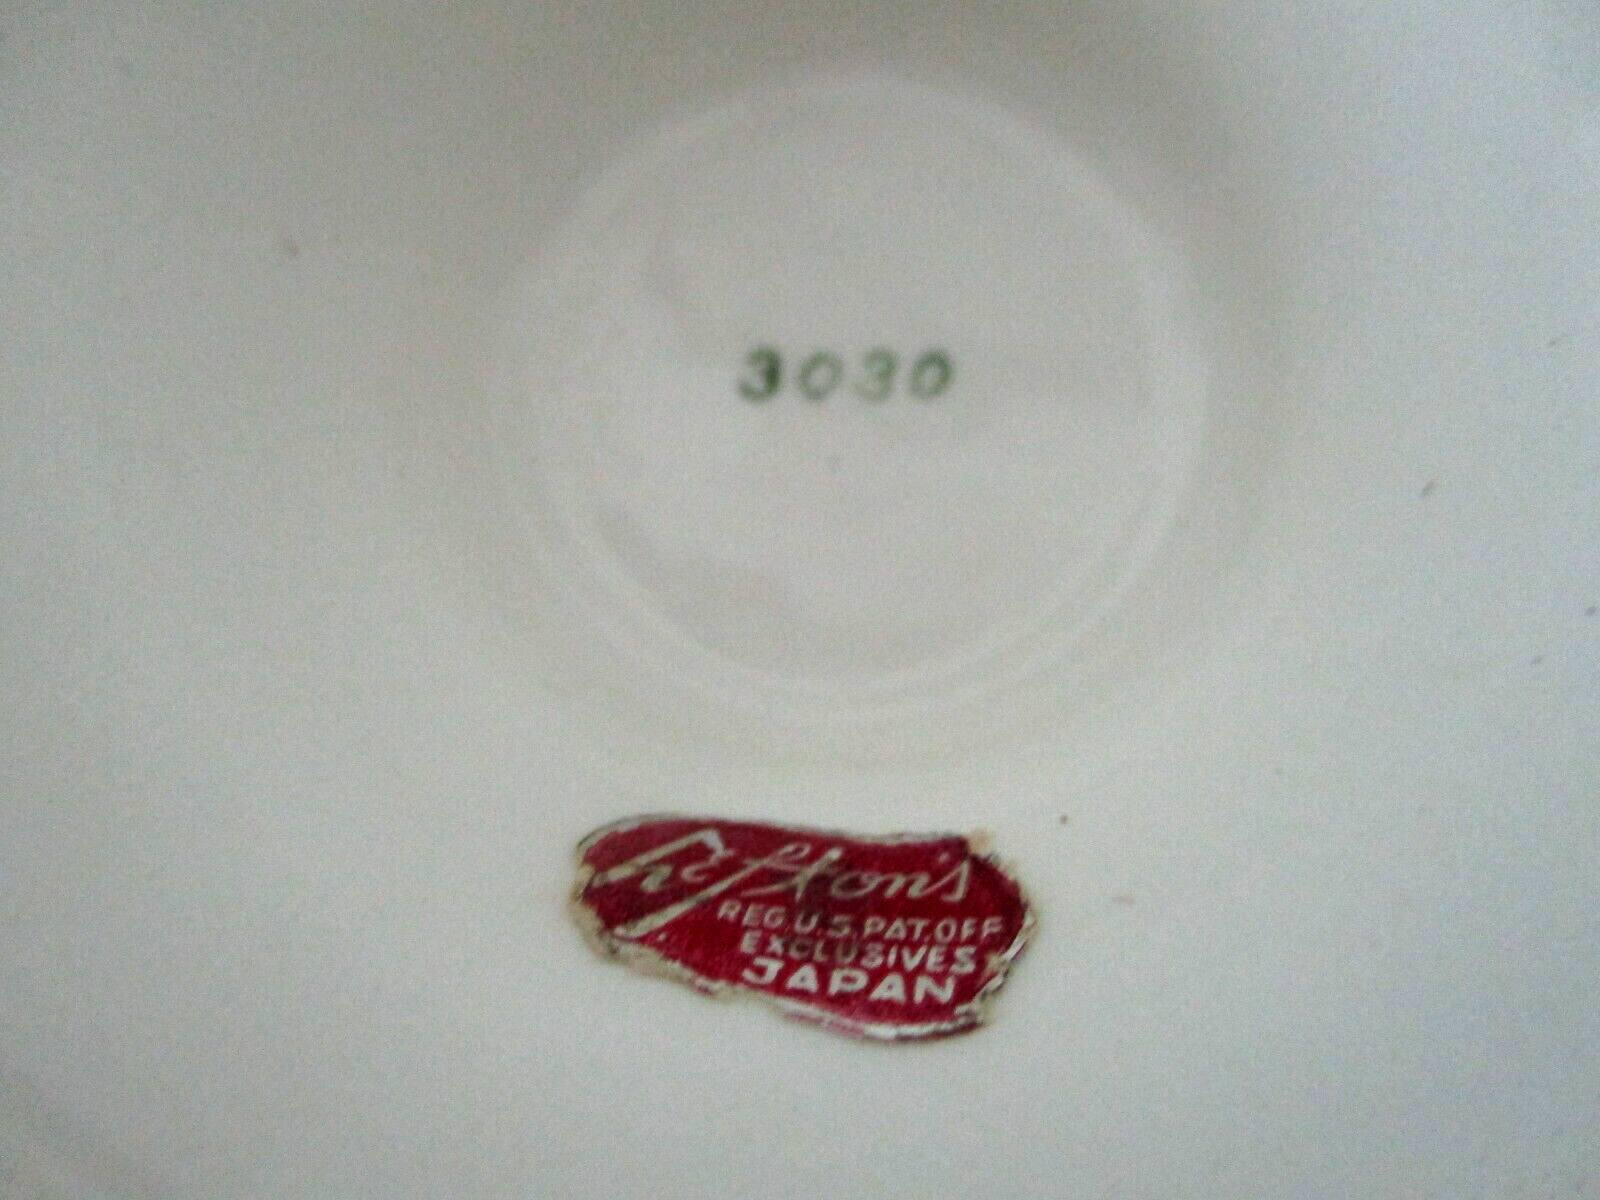 3030
Lefton's
REG.U.S.PAT.OFF
EXCLUSIVES
JAPAN